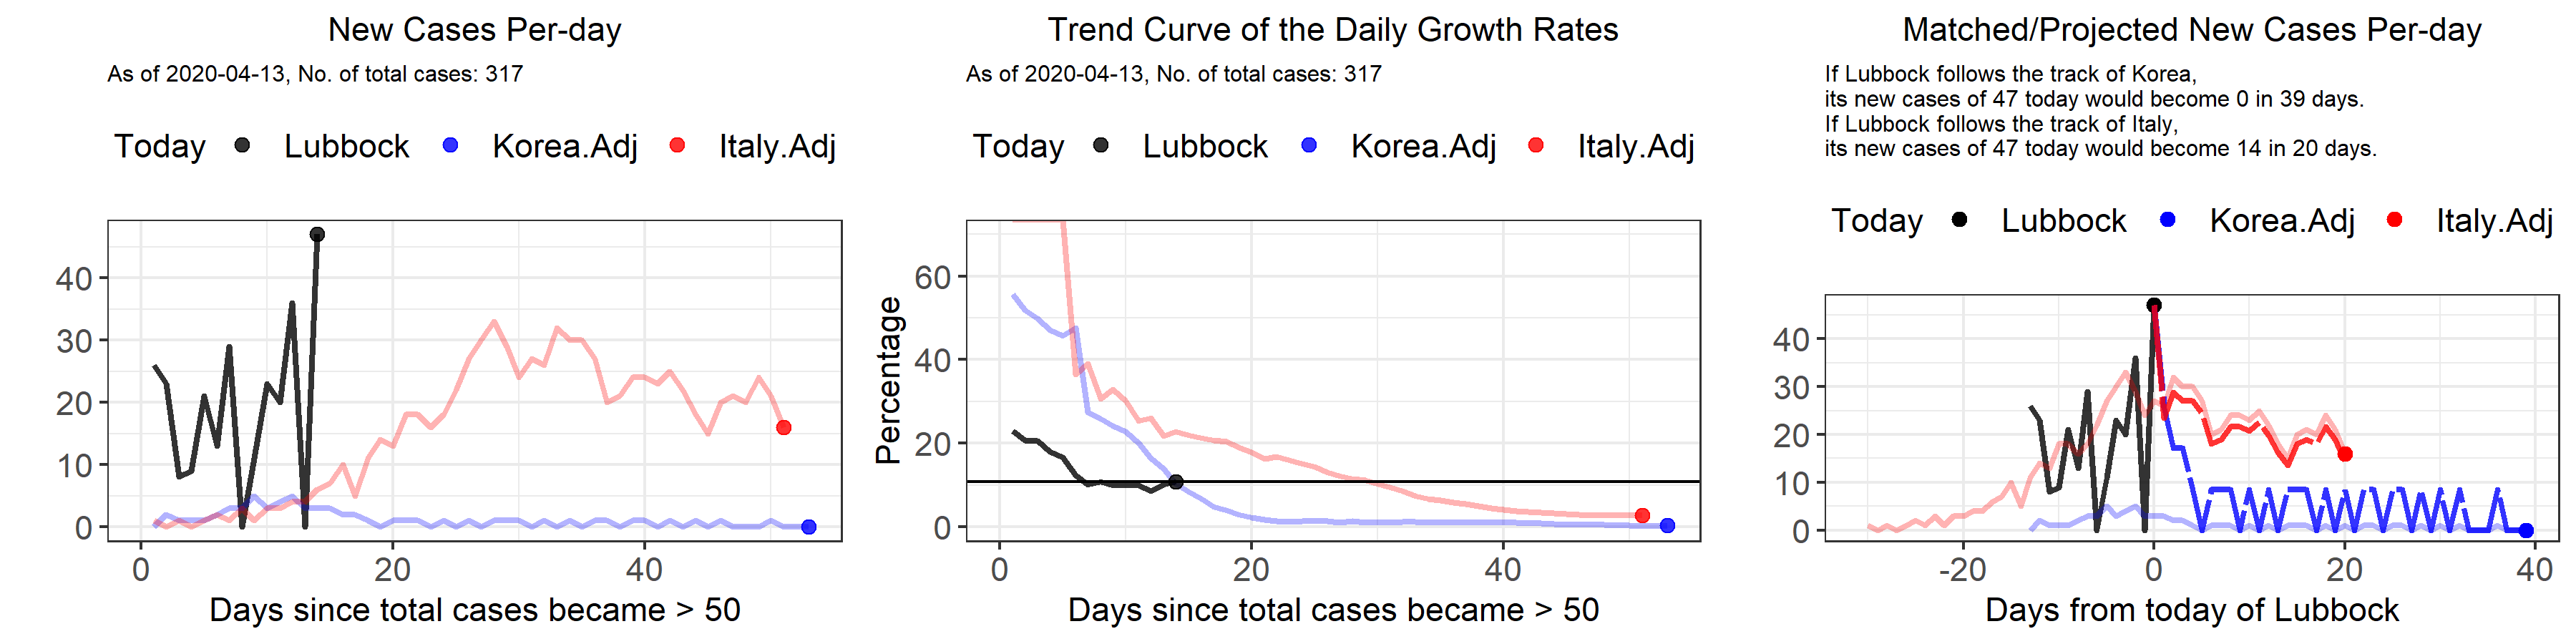 New Cases Per-day
As of 2020-04-13, No. of total cases: 317
Today Lubbock Korea.Adj Italy.Adj
40
30
20
10
0
0 20 40
Days since total cases became > 50
Trend Curve of the Daily Growth Rates
As of 2020-04-13, No. of total cases: 317
Today Lubbock Korea.Adj Italy.Adj
Percentage
60
40
20
0
0 20 40
Days since total cases became > 50
Matched/Projected New Cases Per-day
If Lubbock follows the track of Korea,
its new cases of 47 today would become 0 in 39 days.
If Lubbock follows the track of Italy,
its new cases of 47 today would become 14 in 20 days.
Today Lubbock Korea.Adj Italy.Adj
40
30
20
10
0
-20 0 20 40
Days from today of Lubbock